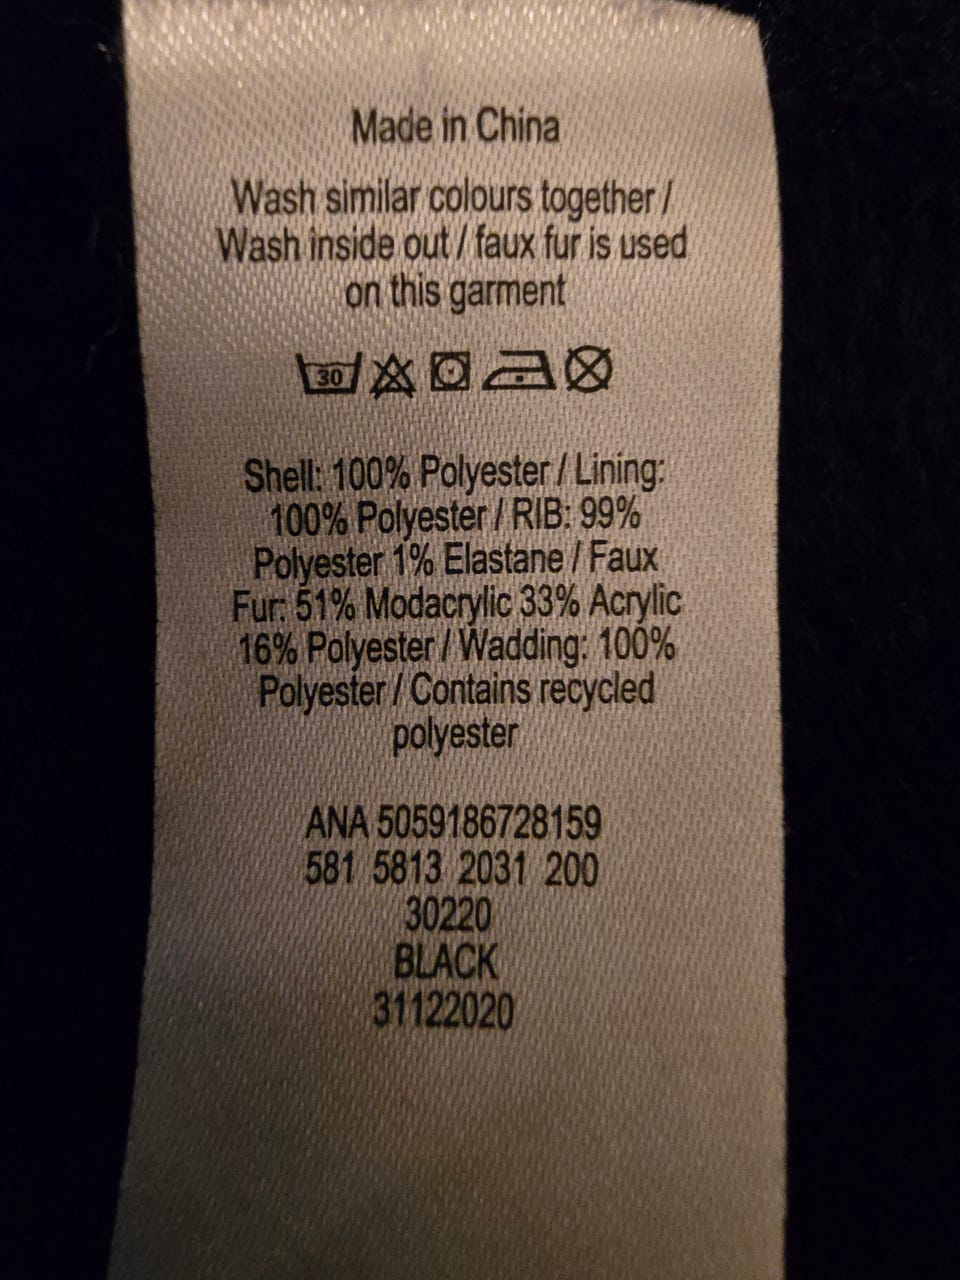 Made in China
Wash similar colours together /
Wash inside out / faux fur is used
on this garment
30
Shell: 100% Polyester / Lining:
100% Polyester / RIB: 99%
Polyester 1% Elastane / Faux
Fur: 51% Modacrylic 33% Acrylic
16% Polyester / Wadding: 100%
Polyester / Contains recycled
polyester
ANA 5059186728159
581 5813 2031 200
30220
BLACK
31122020